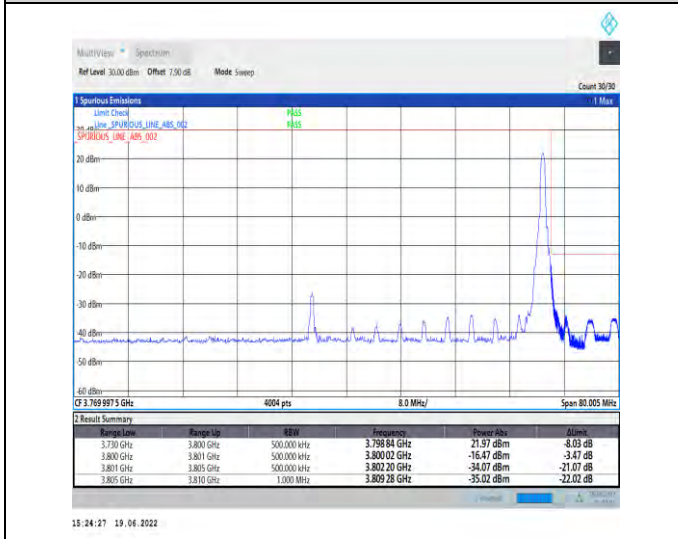 MultiView Spectrum
Ref Level 30.00 dBm Offset 7.90 dB Mode Sweep
Count 30/30
1 Spurious Emissions 1 Max
Limit Check PASS
Line _SPURIOUS_LINE_ABS_002 PASS
_SPURIOUS_LINE_ABS_002
20 dBm
10 dBm
0 dBm
-10 dBm
-20 dBm
-30 dBm
-40 dBm
-50 dBm
-60 dBm
CF 3.769 997 5 GHz 4004 pts 8.0 MHz/ Span 80.005 MHz
2 Result Summary
Range Low Range Up RBW Frequency Power Abs ΔLimit
3.730 GHz 3.800 GHz 500.000 kHz 3.798 84 GHz 21.97 dBm -8.03 dB
3.800 GHz 3.801 GHz 500.000 kHz 3.800 02 GHz -16.47 dBm -3.47 dB
3.801 GHz 3.805 GHz 500.000 kHz 3.802 20 GHz -34.07 dBm -21.07 dB
3.805 GHz 3.810 GHz 1.000 MHz 3.809 28 GHz -35.02 dBm -22.02 dB
15:24:27 19.06.2022